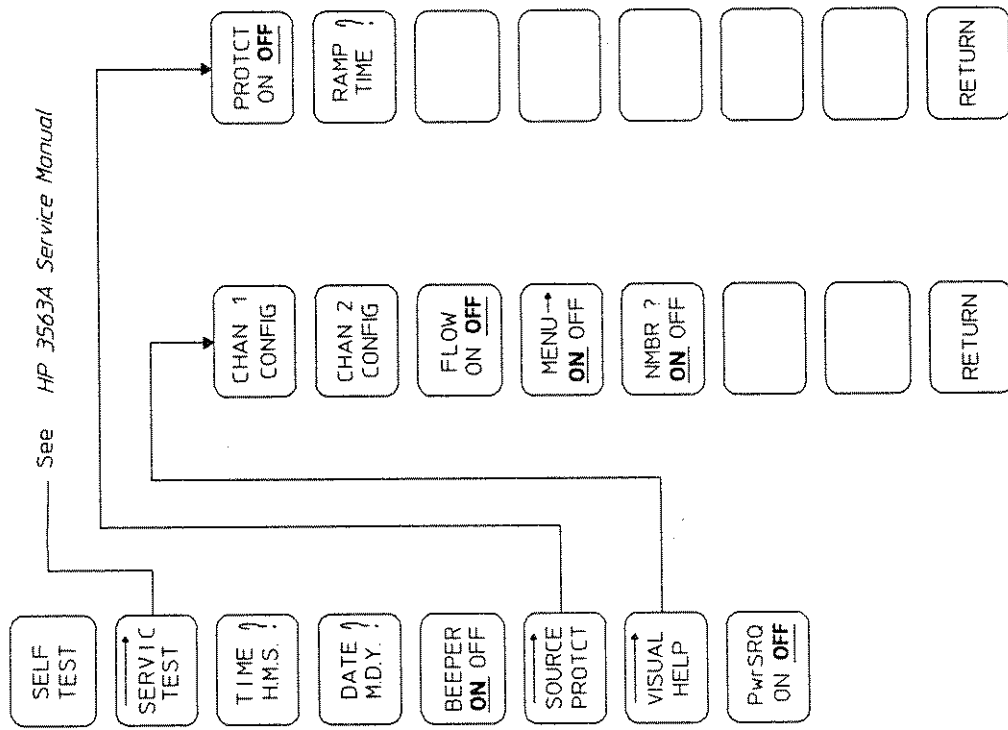 See HP 3563A Service Manual
SELF
TEST
SERVIC
TEST
TIME ?
H.M.S.
DATE ?
M.D.Y.
BEEPER
ON OFF
SOURCE
PROTCT
VISUAL
HELP
PwrSRQ
ON OFF
CHAN 1
CONFIG
CHAN 2
CONFIG
FLOW
ON OFF
MENU→
ON OFF
NMBR ?
ON OFF
RETURN
PROTCT
ON OFF
RAMP ?
TIME
RETURN